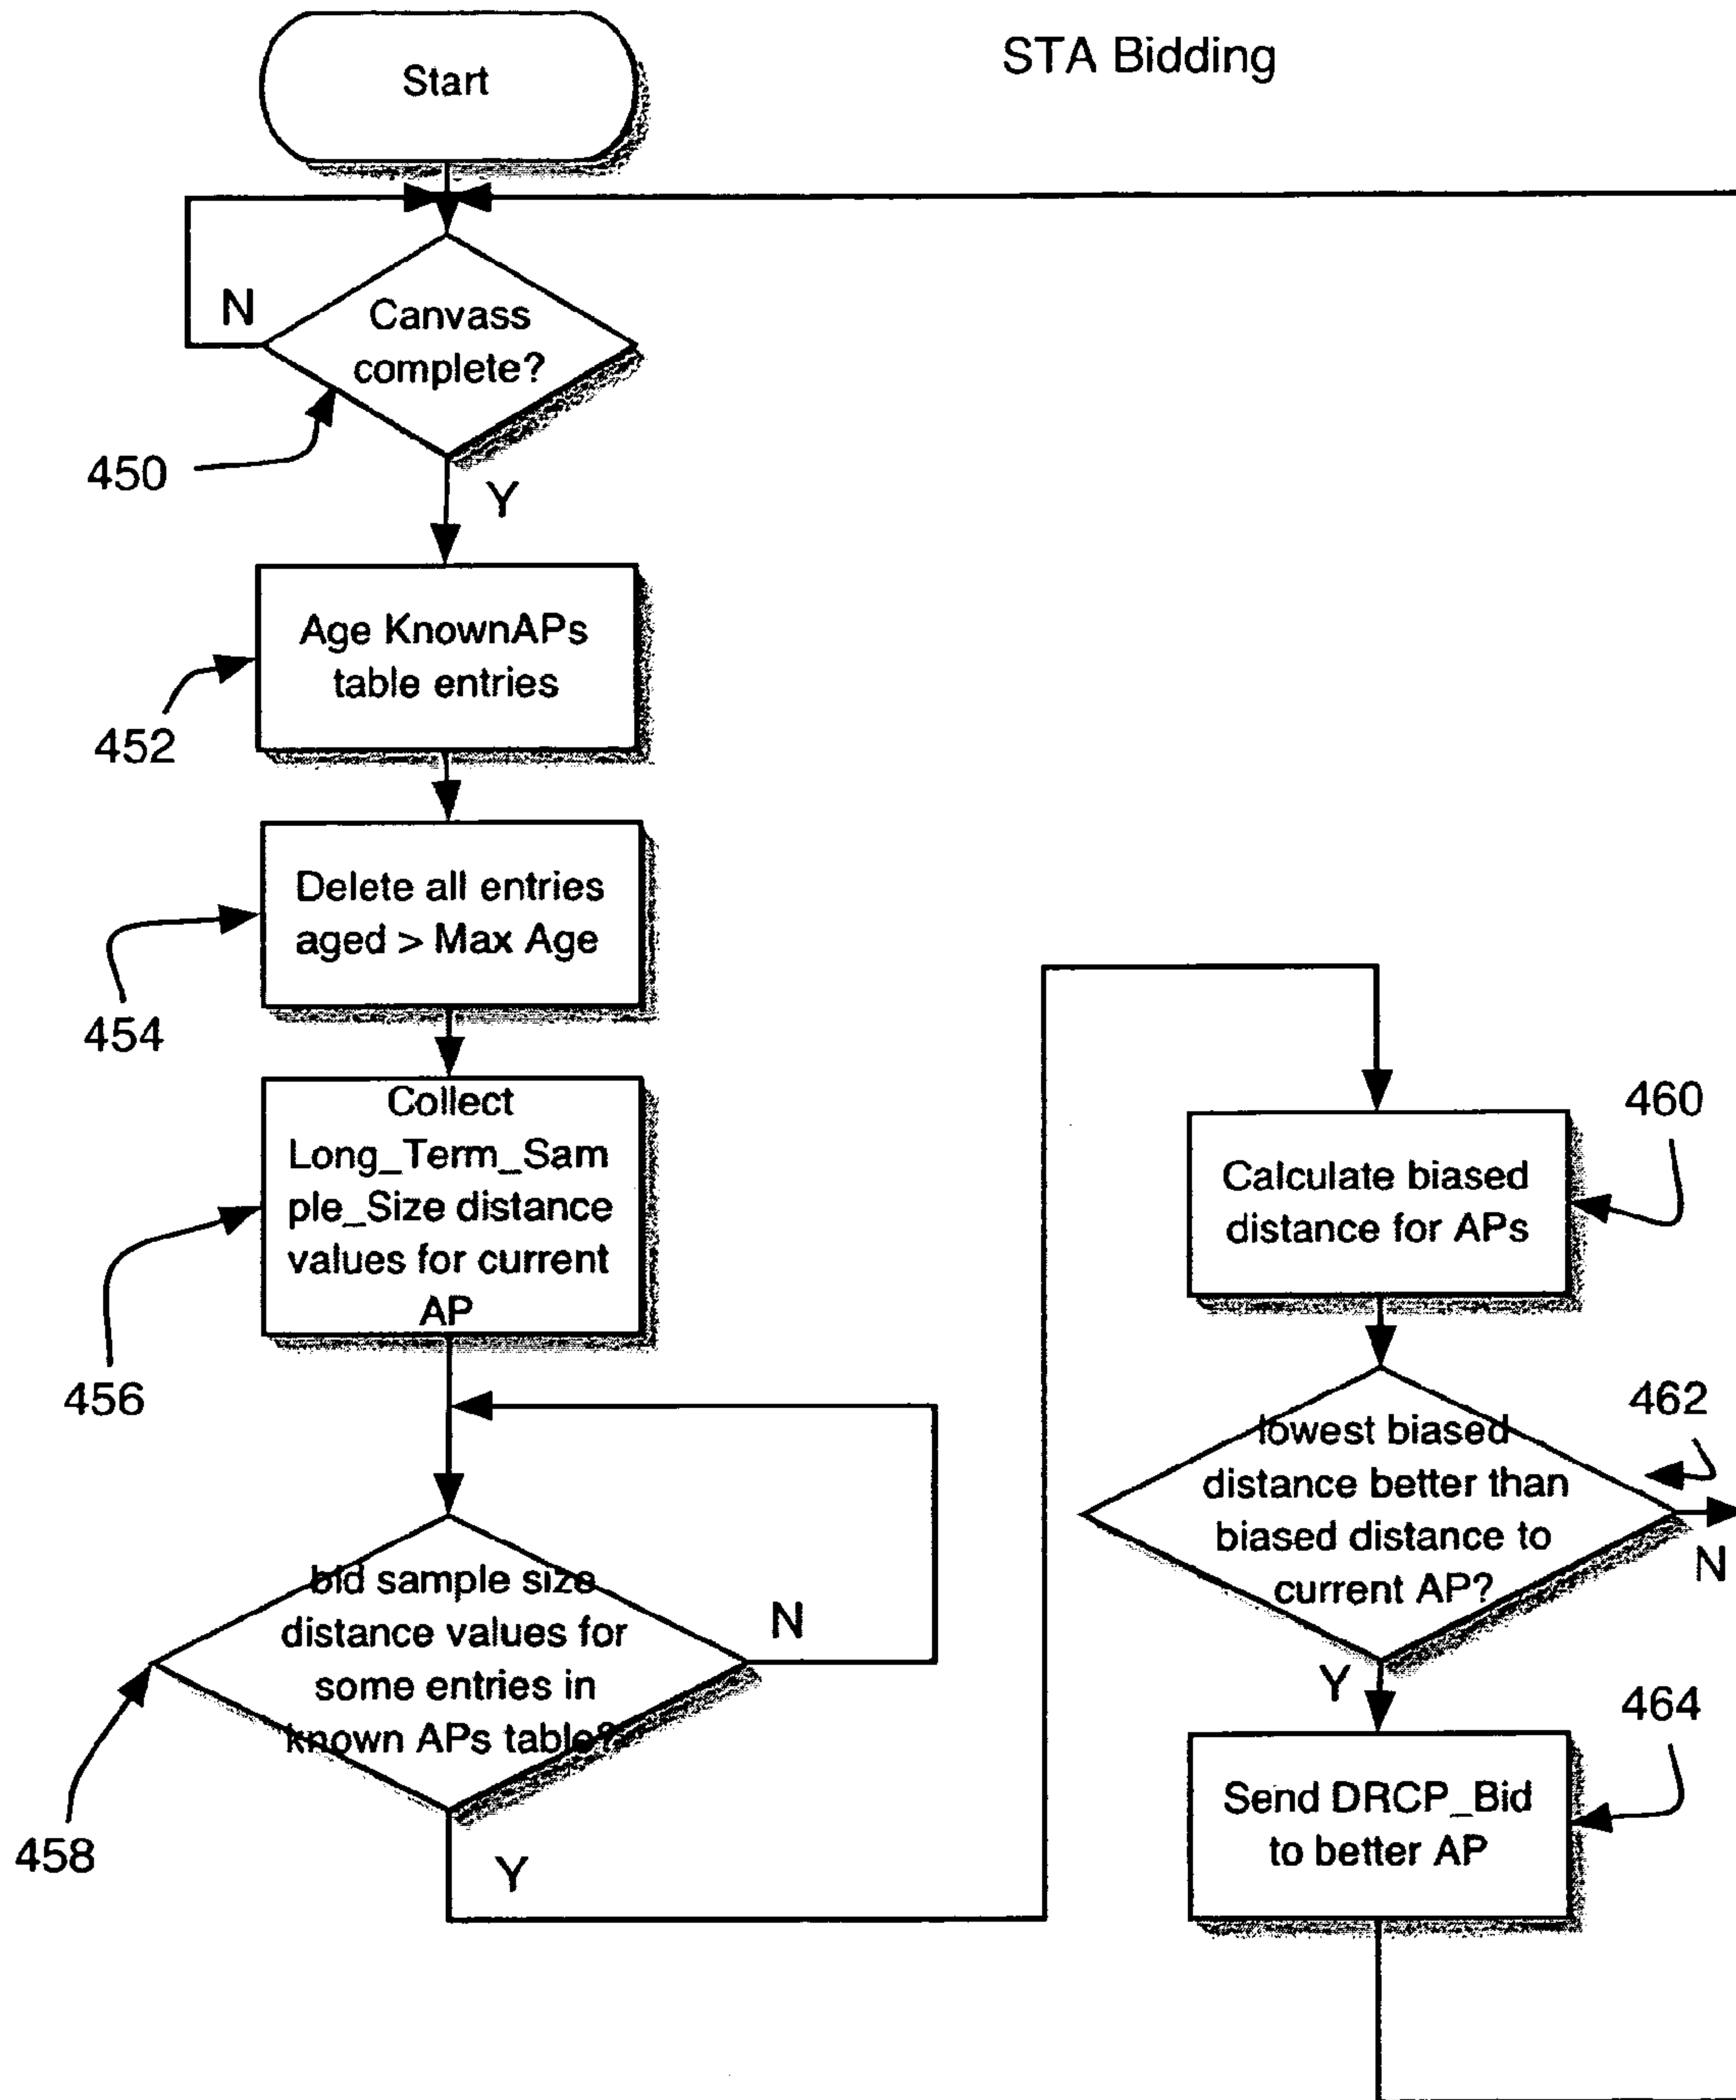 STA Bidding
Start
N
Canvass
complete?
450
Y
Age KnownAPs
table entries
452
Delete all entries
aged > Max Age
454
Collect
Long_Term_Sam
ple_Size distance
values for current
AP
456
bid sample size
distance values for
some entries in
known APs table?
N
458
Y
460
Calculate biased
distance for APs
462
lowest biased
distance better than
biased distance to
current AP?
N
Y
464
Send DRCP_Bid
to better AP